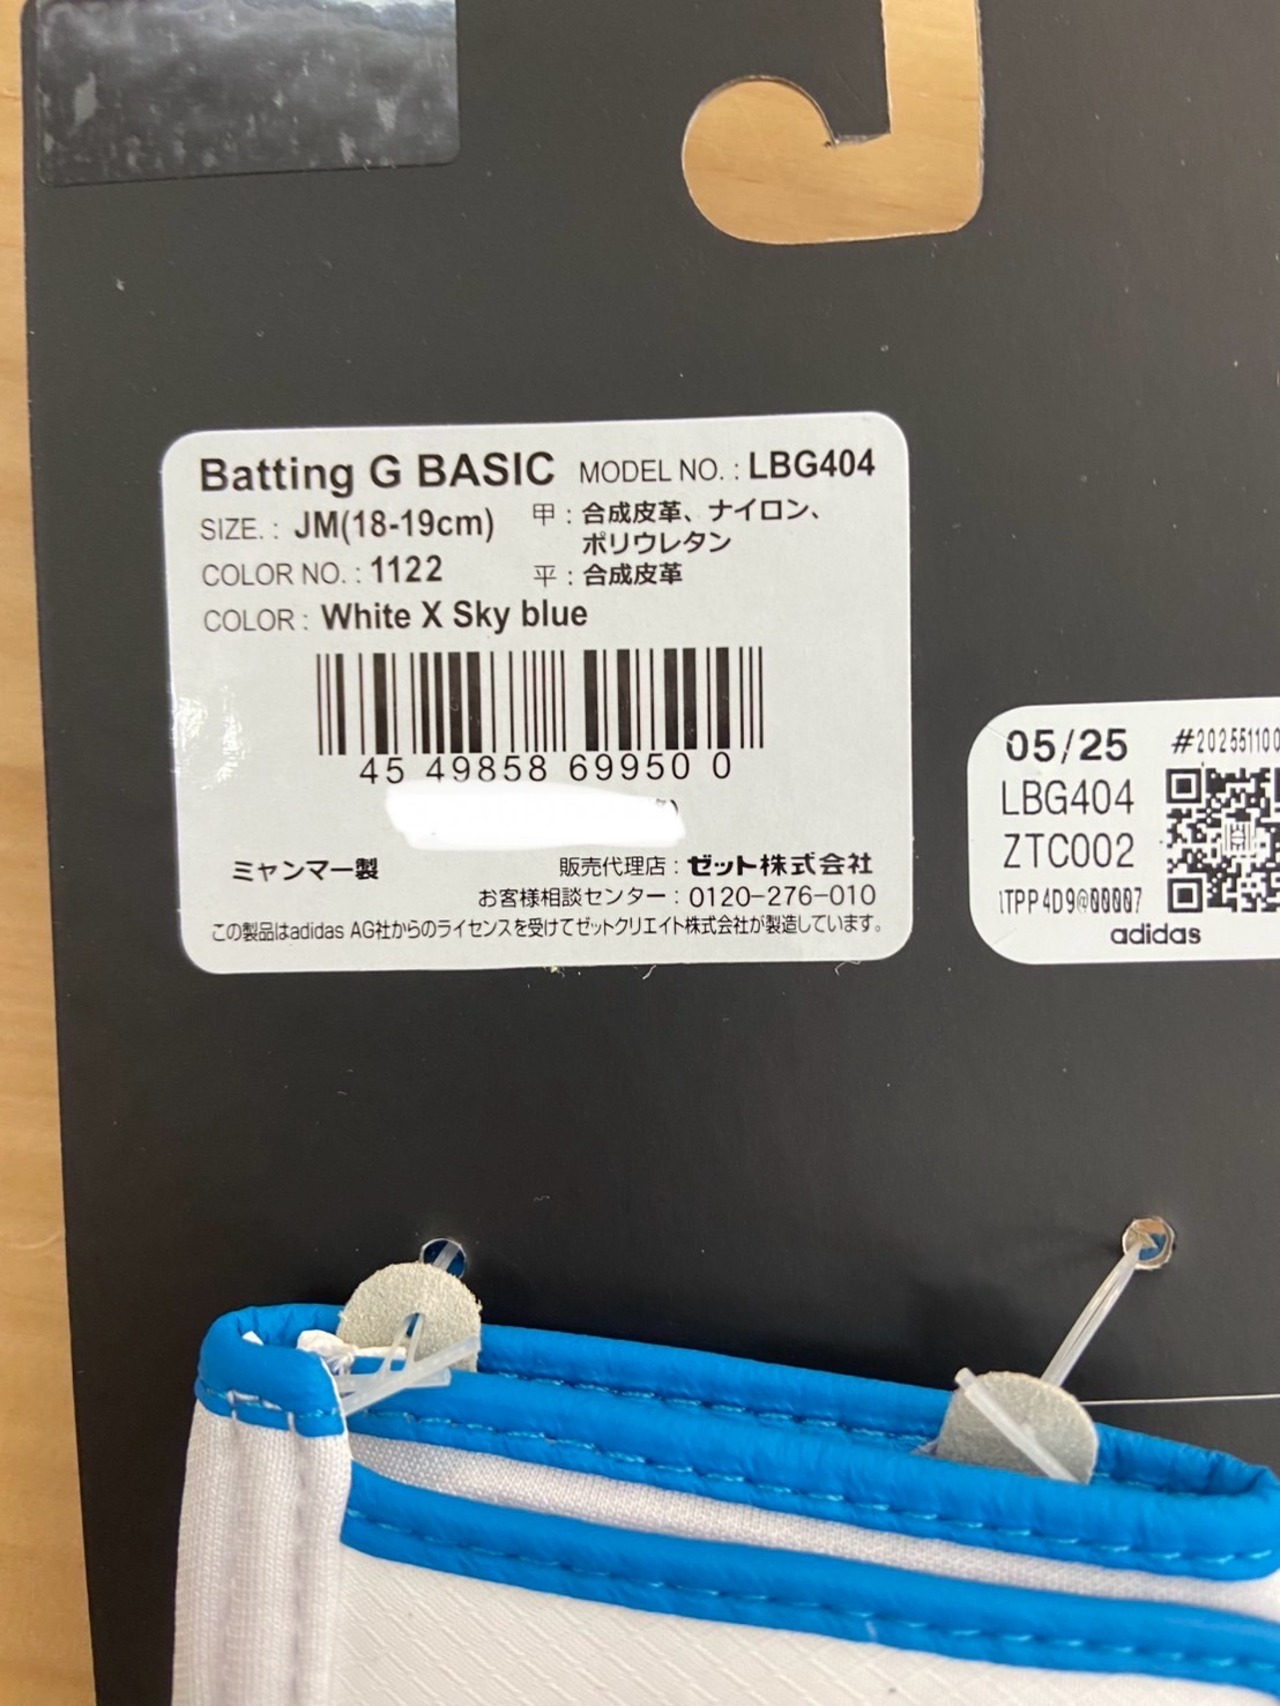 Batting G BASIC MODEL NO. : LBG404
SIZE. : JM(18-19cm) 甲 : 合成皮革、ナイロン、
ポリウレタン
COLOR NO. : 1122 平 : 合成皮革
COLOR : White X Sky blue
45 49858 69950 0
ミャンマー製 販売代理店 : ゼット株式会社
お客様相談センター : 0120-276-010
この製品はadidas AG社からのライセンスを受けてゼットクリエイト株式会社が製造しています。
05/25 #202551100
LBG404
ZTC002
adidas